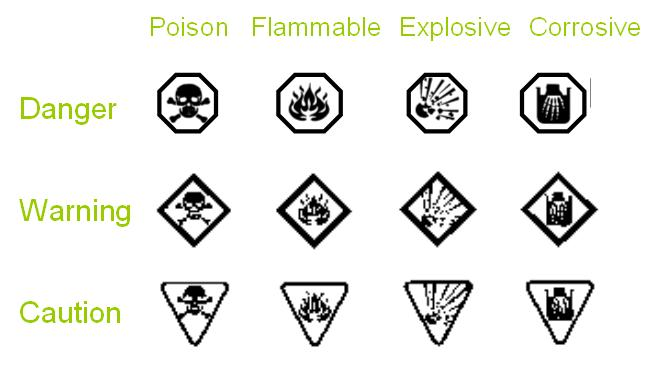 Poison Flammable Explosive Corrosive
Danger
Warning
Caution